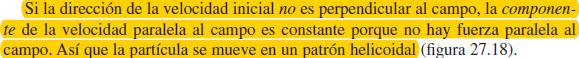 Si la dirección de la velocidad inicial no es perpendicular al campo, la componen-
te de la velocidad paralela al campo es constante porque no hay fuerza paralela al
campo. Así que la partícula se mueve en un patrón helicoidal (figura 27.18).